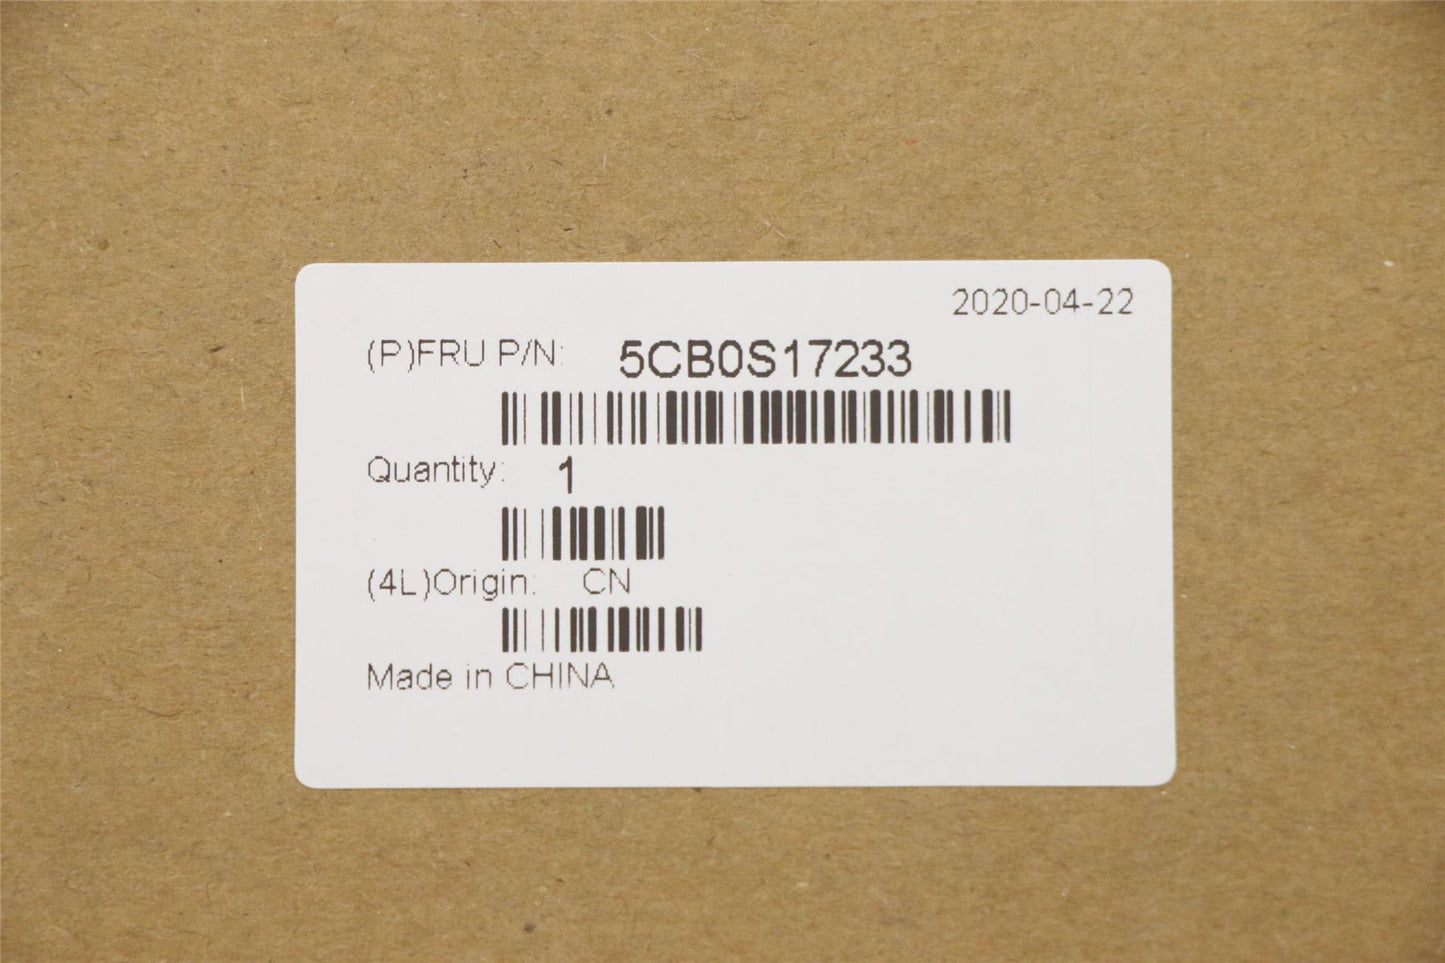 2020-04-22
(P)FRU P/N: 5CB0S17233
Quantity: 1
(4L)Origin: CN
Made in CHINA